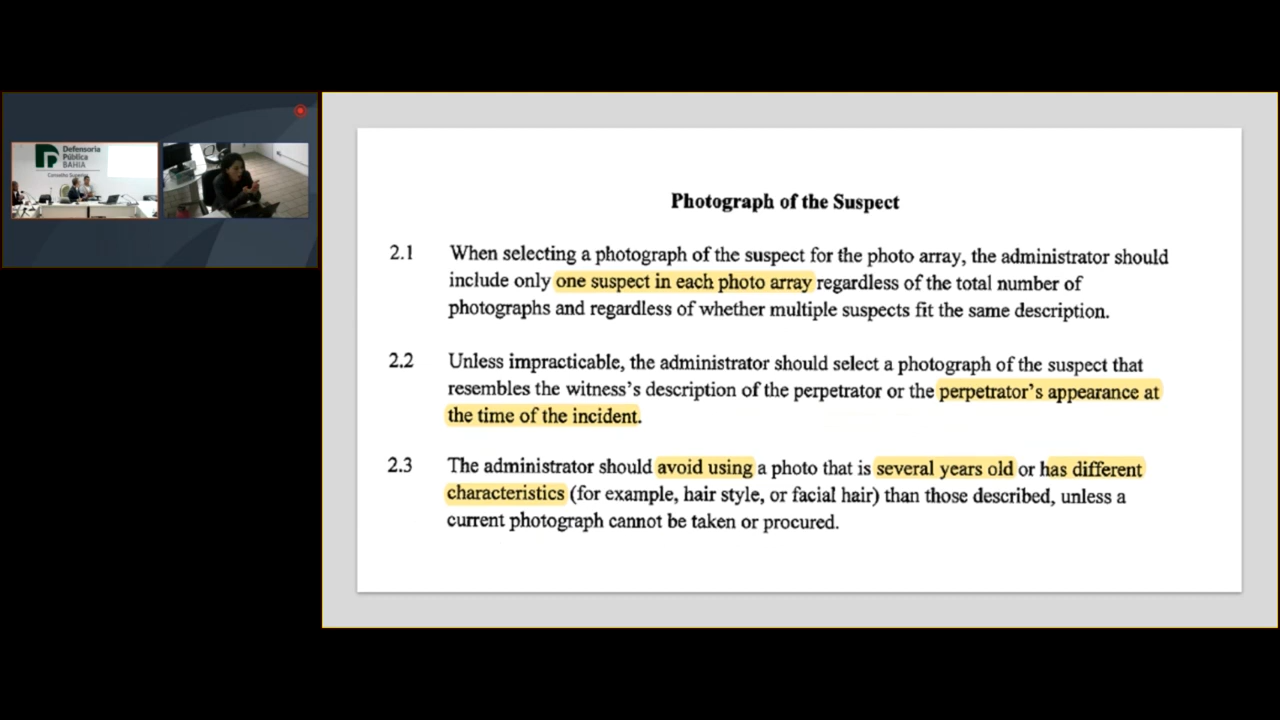 Defensoria
Pública
BAHIA
Conselho Superior
Photograph of the Suspect
2.1 When selecting a photograph of the suspect for the photo array, the administrator should
include only one suspect in each photo array regardless of the total number of
photographs and regardless of whether multiple suspects fit the same description.
2.2 Unless impracticable, the administrator should select a photograph of the suspect that
resembles the witness's description of the perpetrator or the perpetrator's appearance at
the time of the incident.
2.3 The administrator should avoid using a photo that is several years old or has different
characteristics (for example, hair style, or facial hair) than those described, unless a
current photograph cannot be taken or procured.